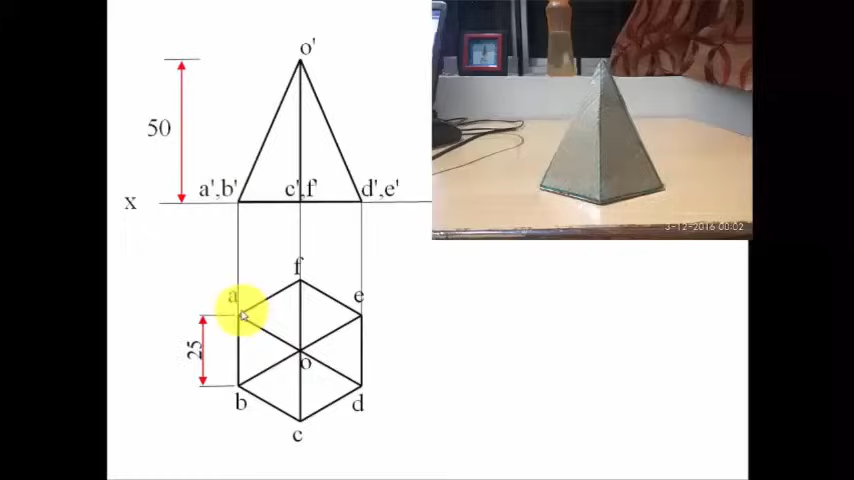 o'
50
a',b' c',f' d',e'
x
3-12-2016 00:02
f
a e
25
o
b d
c